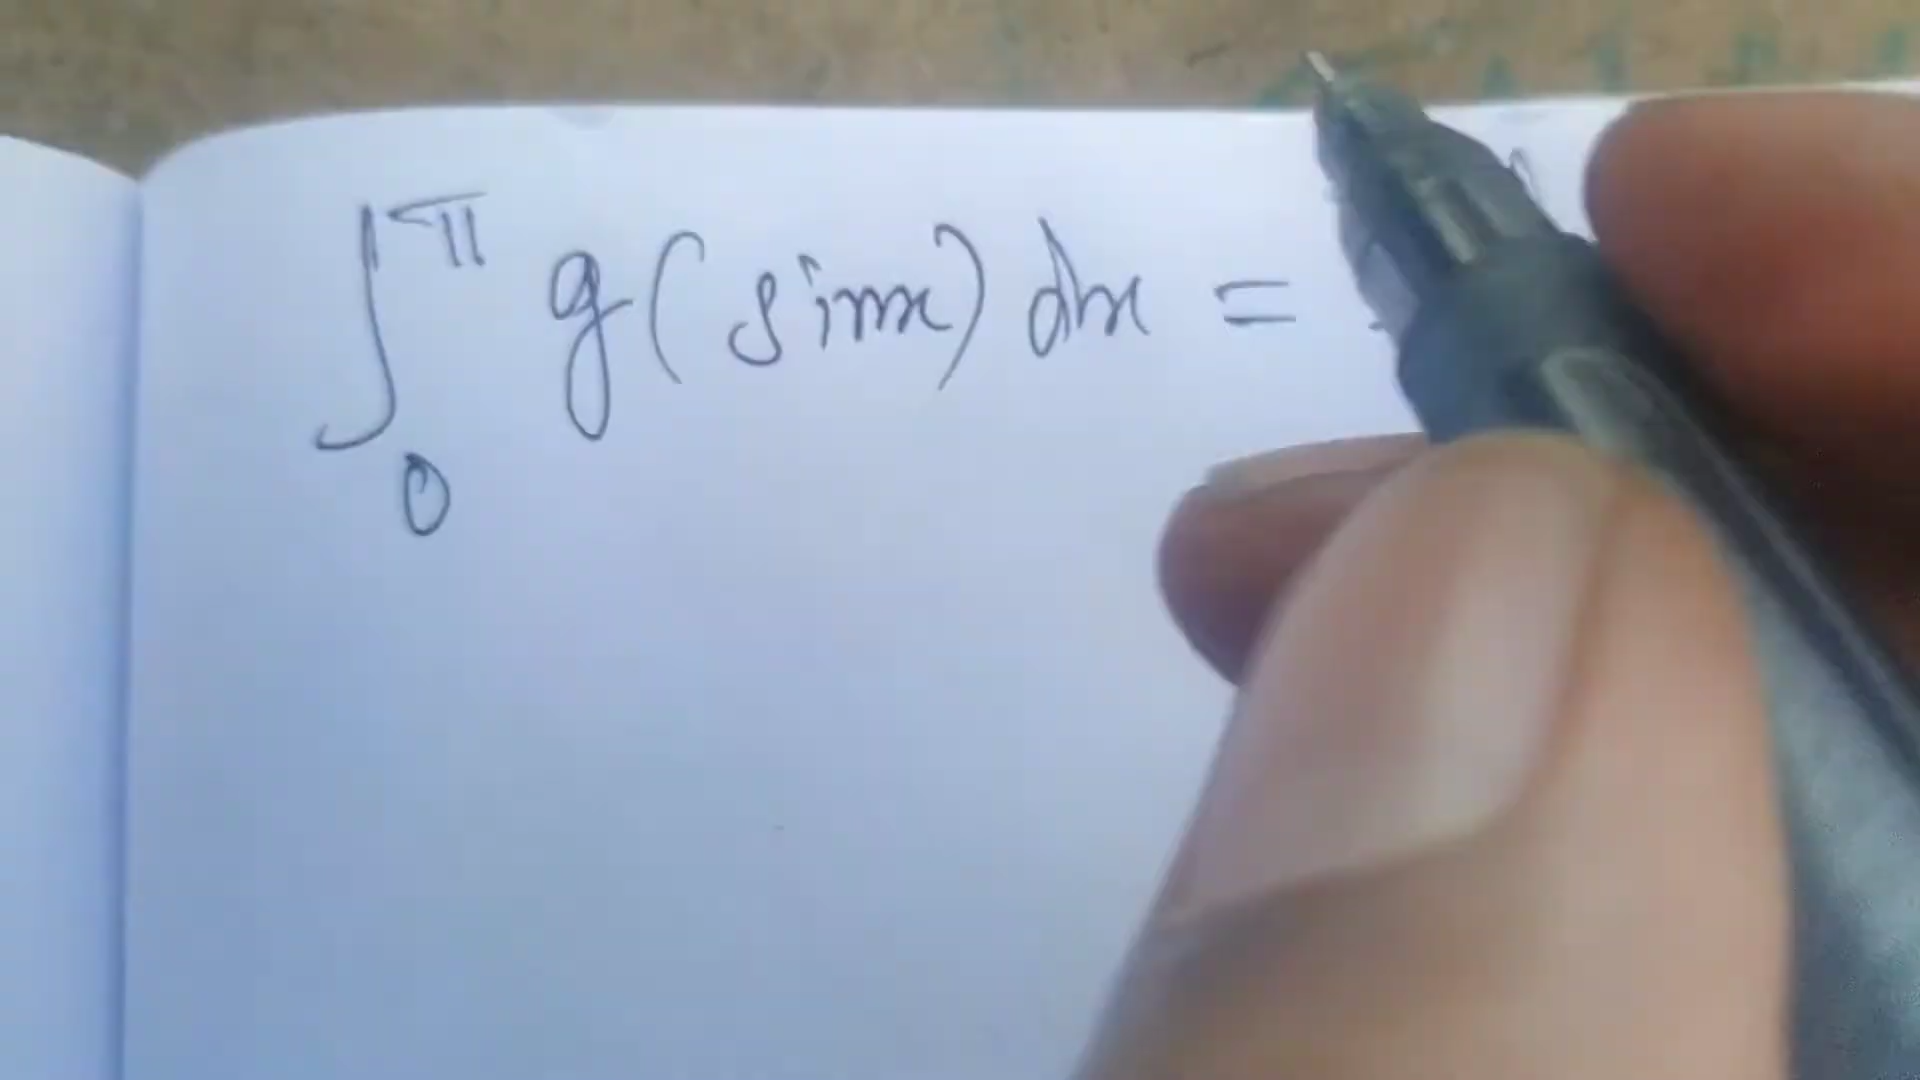 ∫₀^π g(sinx) dx =